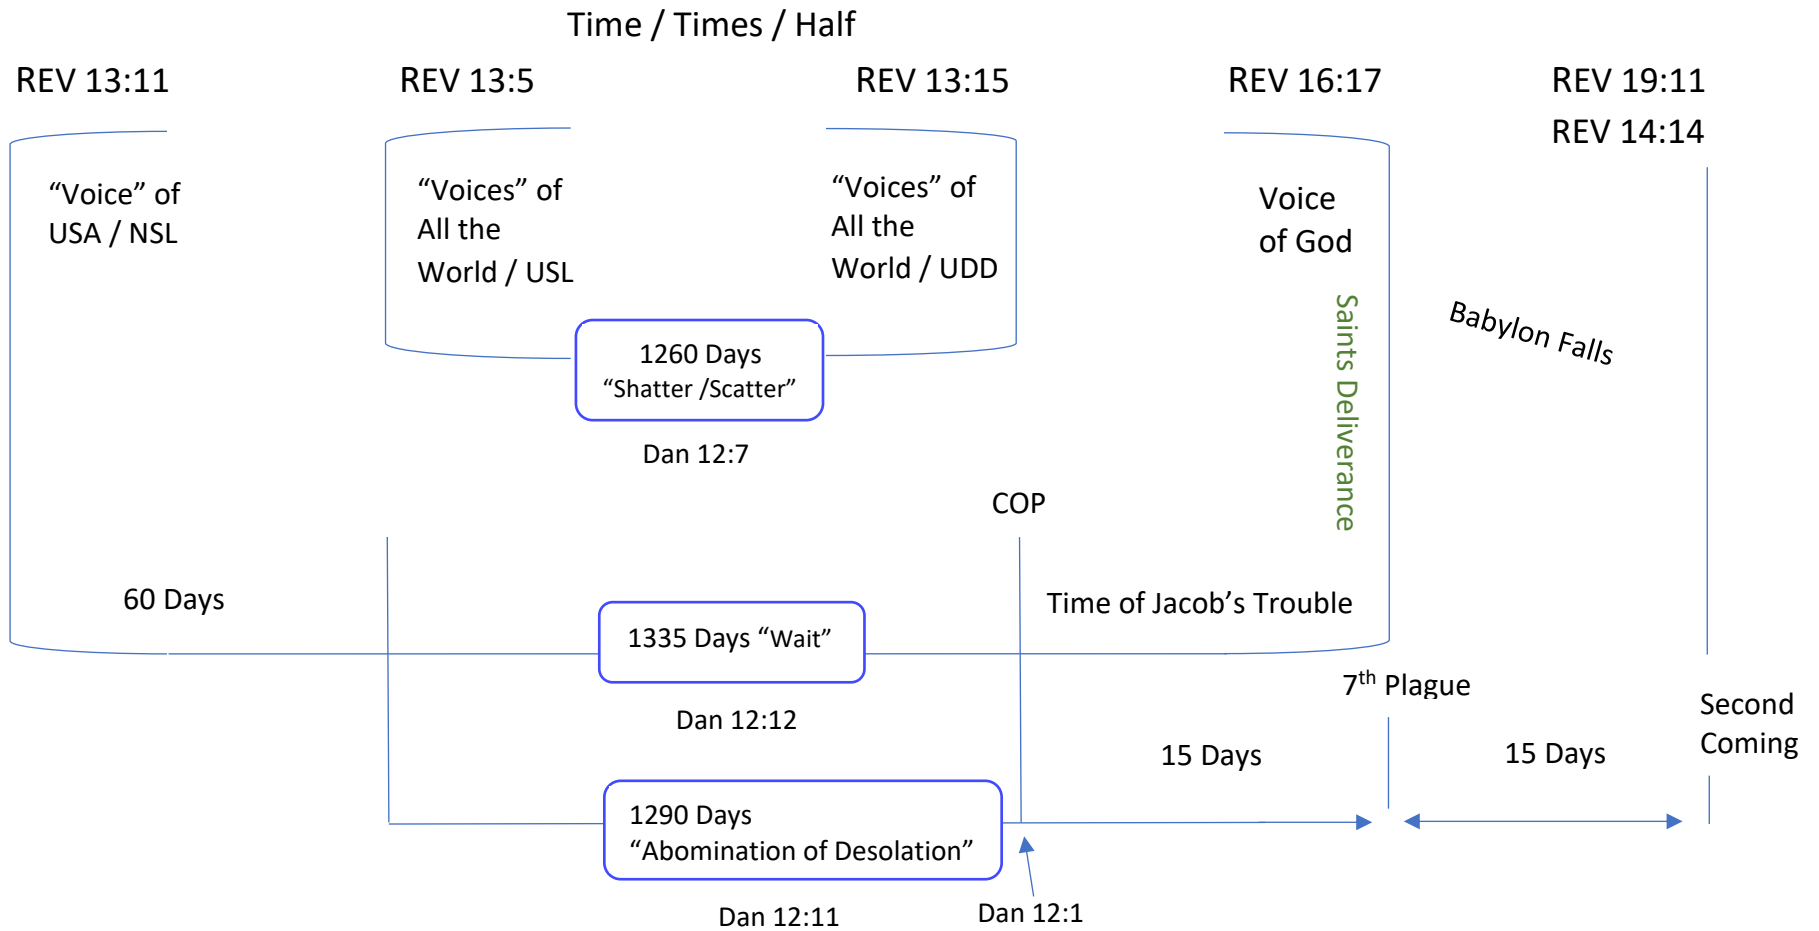 Time / Times / Half
REV 13:11
REV 13:5
REV 13:15
REV 16:17
REV 19:11
REV 14:14
“Voice” of
USA / NSL
“Voices” of
All the
World / USL
“Voices” of
All the
World / UDD
Voice
of God
Saints Deliverance
Babylon Falls
1260 Days
“Shatter /Scatter”
Dan 12:7
COP
60 Days
Time of Jacob’s Trouble
1335 Days “Wait”
Dan 12:12
7th Plague
Second
Coming
15 Days
15 Days
1290 Days
“Abomination of Desolation”
Dan 12:11
Dan 12:1